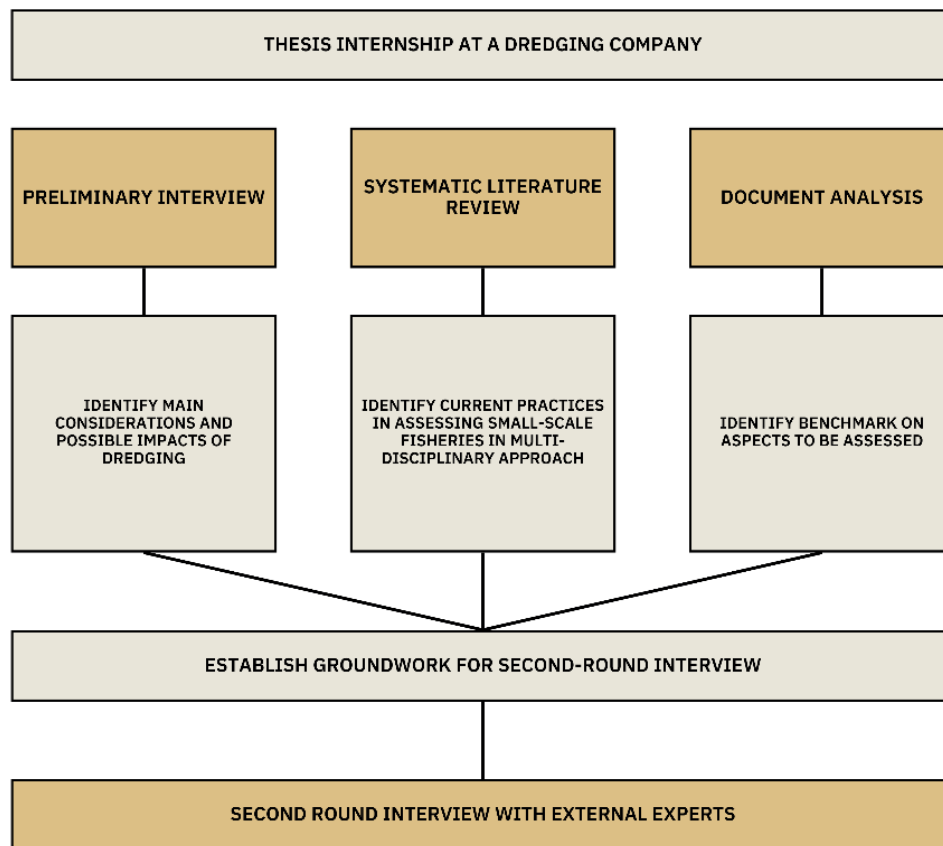 THESIS INTERNSHIP AT A DREDGING COMPANY
PRELIMINARY INTERVIEW
SYSTEMATIC LITERATURE
REVIEW
DOCUMENT ANALYSIS
IDENTIFY MAIN
CONSIDERATIONS AND
POSSIBLE IMPACTS OF
DREDGING
IDENTIFY CURRENT PRACTICES
IN ASSESSING SMALL-SCALE
FISHERIES IN MULTI-
DISCIPLINARY APPROACH
IDENTIFY BENCHMARK ON
ASPECTS TO BE ASSESSED
ESTABLISH GROUNDWORK FOR SECOND-ROUND INTERVIEW
SECOND ROUND INTERVIEW WITH EXTERNAL EXPERTS